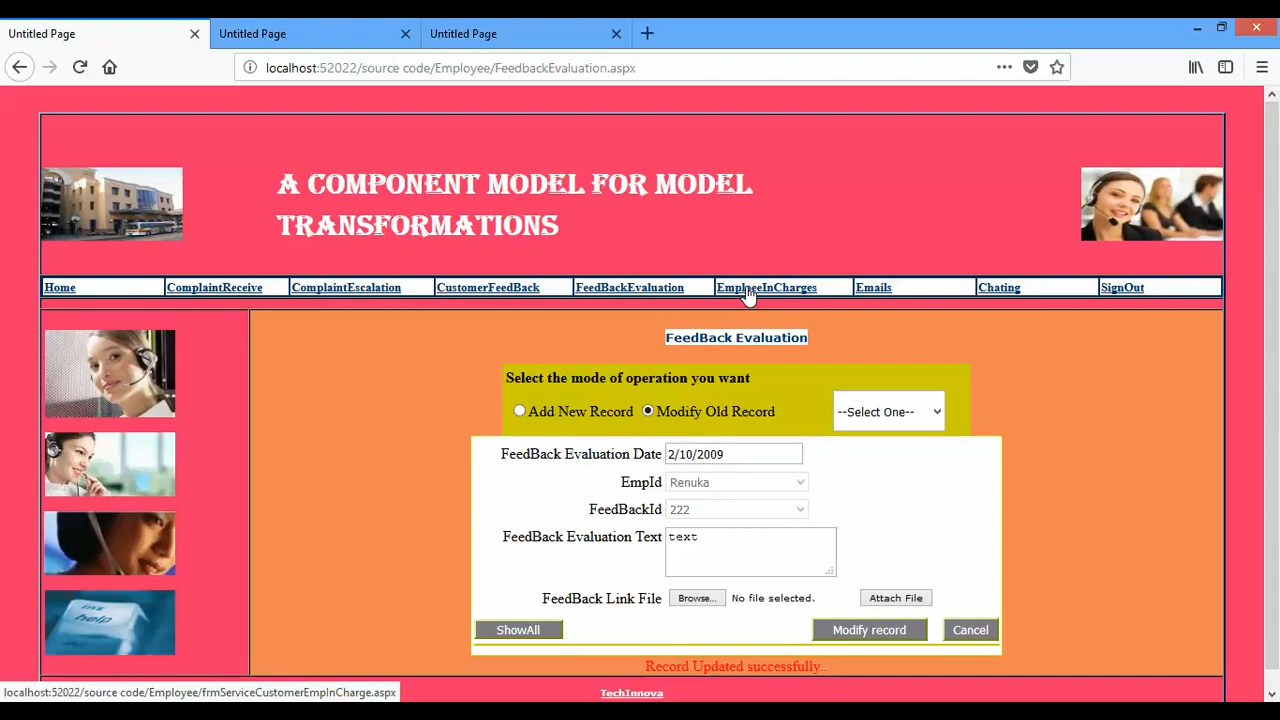 Untitled Page
Untitled Page
Untitled Page
localhost:52022/source code/Employee/FeedbackEvaluation.aspx
A COMPONENT MODEL FOR MODEL
TRANSFORMATIONS
Home ComplaintReceive ComplaintEscalation CustomerFeedBack FeedBackEvaluation EmpleeInCharges Emails Chating SignOut
FeedBack Evaluation
Select the mode of operation you want
Add New Record Modify Old Record --Select One--
FeedBack Evaluation Date 2/10/2009
EmpId Renuka
FeedBackId 222
FeedBack Evaluation Text text
FeedBack Link File Browse... No file selected. Attach File
ShowAll Modify record Cancel
Record Updated successfully..
ins
help
localhost:52022/source code/Employee/frmServiceCustomerEmpInCharge.aspx
TechInnova